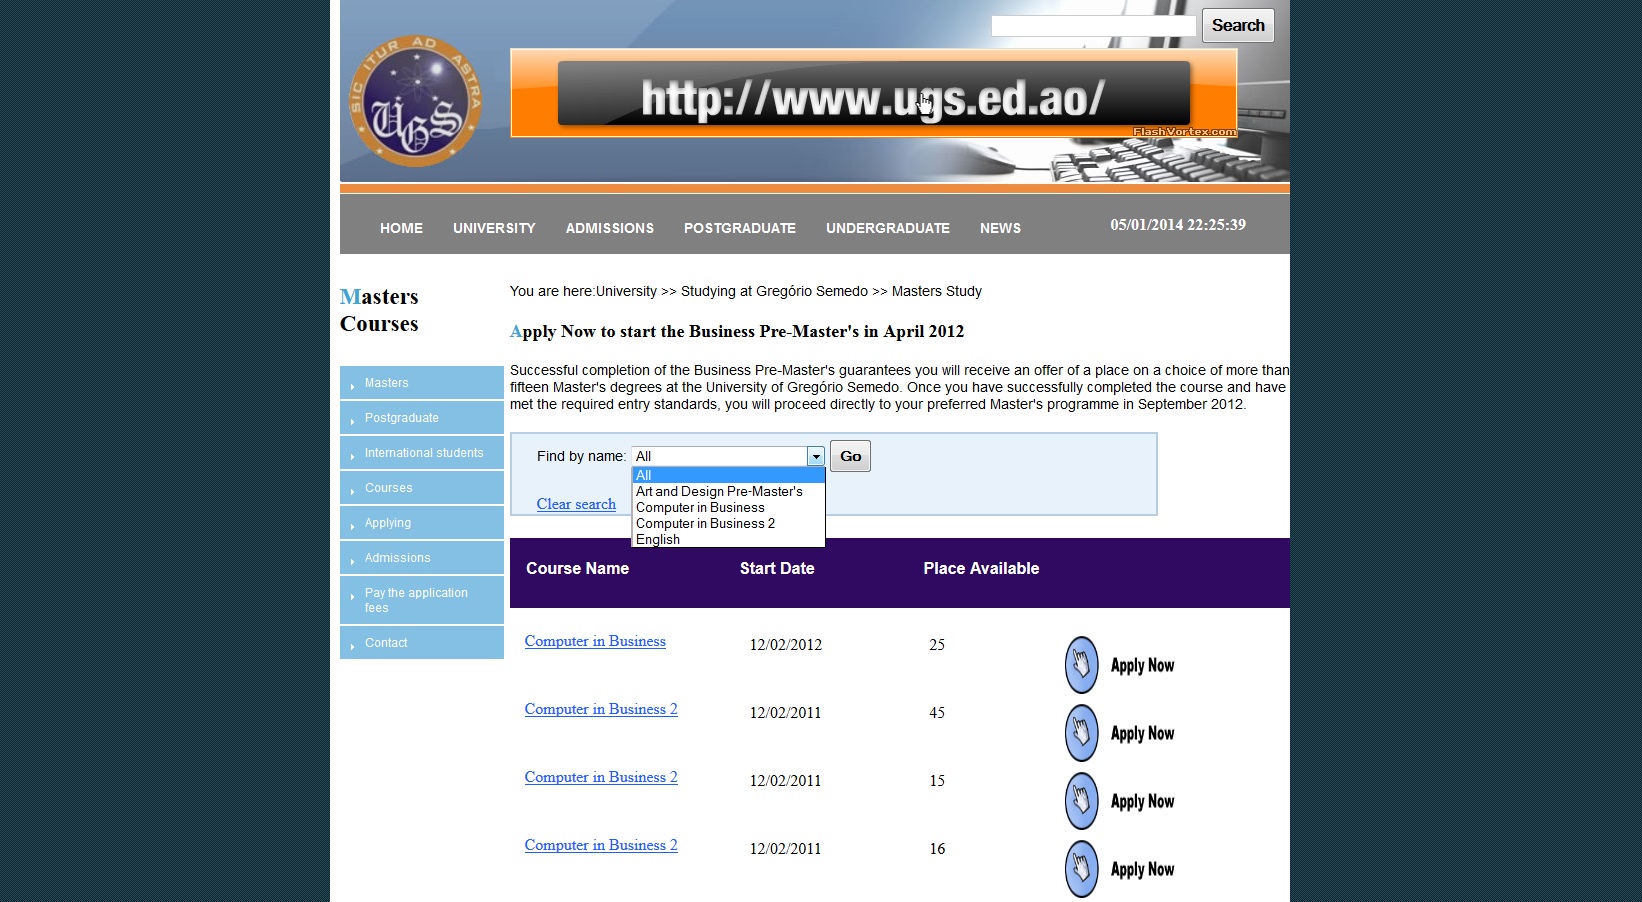 Search
SIC ITUR AD ASTRA
UGS
http://www.ugs.ed.ao/
FlashVortex.com
HOME UNIVERSITY ADMISSIONS POSTGRADUATE UNDERGRADUATE NEWS 05/01/2014 22:25:39
Masters
Courses
Masters
Postgraduate
International students
Courses
Applying
Admissions
Pay the application
fees
Contact
You are here:University >> Studying at Gregório Semedo >> Masters Study
Apply Now to start the Business Pre-Master's in April 2012
Successful completion of the Business Pre-Master's guarantees you will receive an offer of a place on a choice of more than
fifteen Master's degrees at the University of Gregório Semedo. Once you have successfully completed the course and have
met the required entry standards, you will proceed directly to your preferred Master's programme in September 2012.
Find by name: All Go
All
Art and Design Pre-Master's
Computer in Business
Computer in Business 2
English
Clear search
Course Name Start Date Place Available
Computer in Business 12/02/2012 25 Apply Now
Computer in Business 2 12/02/2011 45 Apply Now
Computer in Business 2 12/02/2011 15 Apply Now
Computer in Business 2 12/02/2011 16 Apply Now